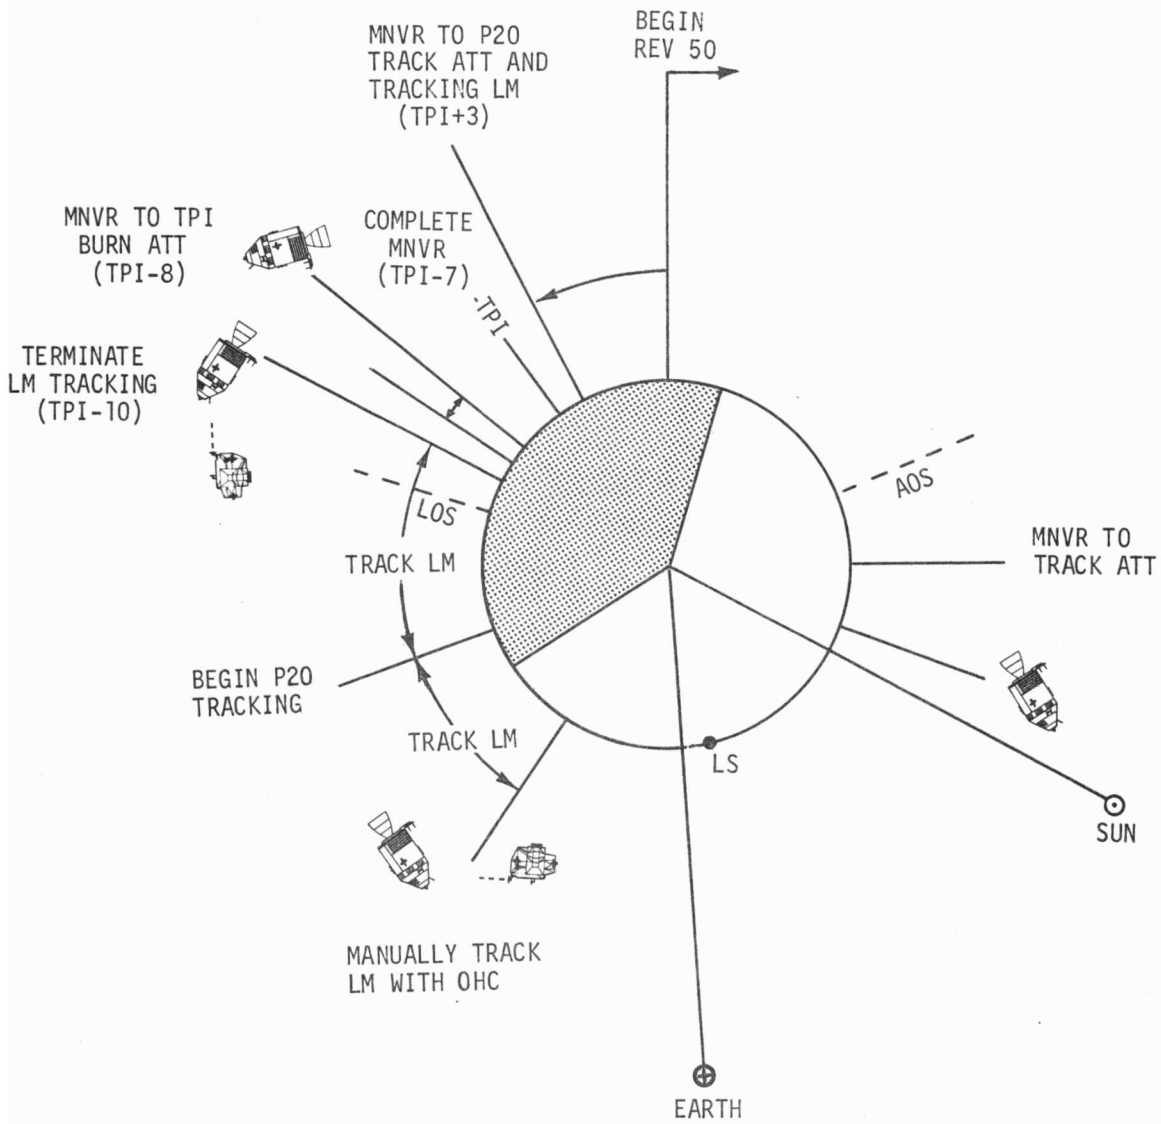 BEGIN
REV 50
MNVR TO P20
TRACK ATT AND
TRACKING LM
(TPI+3)
MNVR TO TPI
BURN ATT
(TPI-8)
COMPLETE
MNVR
(TPI-7)
TPI
TERMINATE
LM TRACKING
(TPI-10)
AOS
LOS
MNVR TO
TRACK ATT
TRACK LM
BEGIN P20
TRACKING
TRACK LM
LS
SUN
MANUALLY TRACK
LM WITH OHC
EARTH